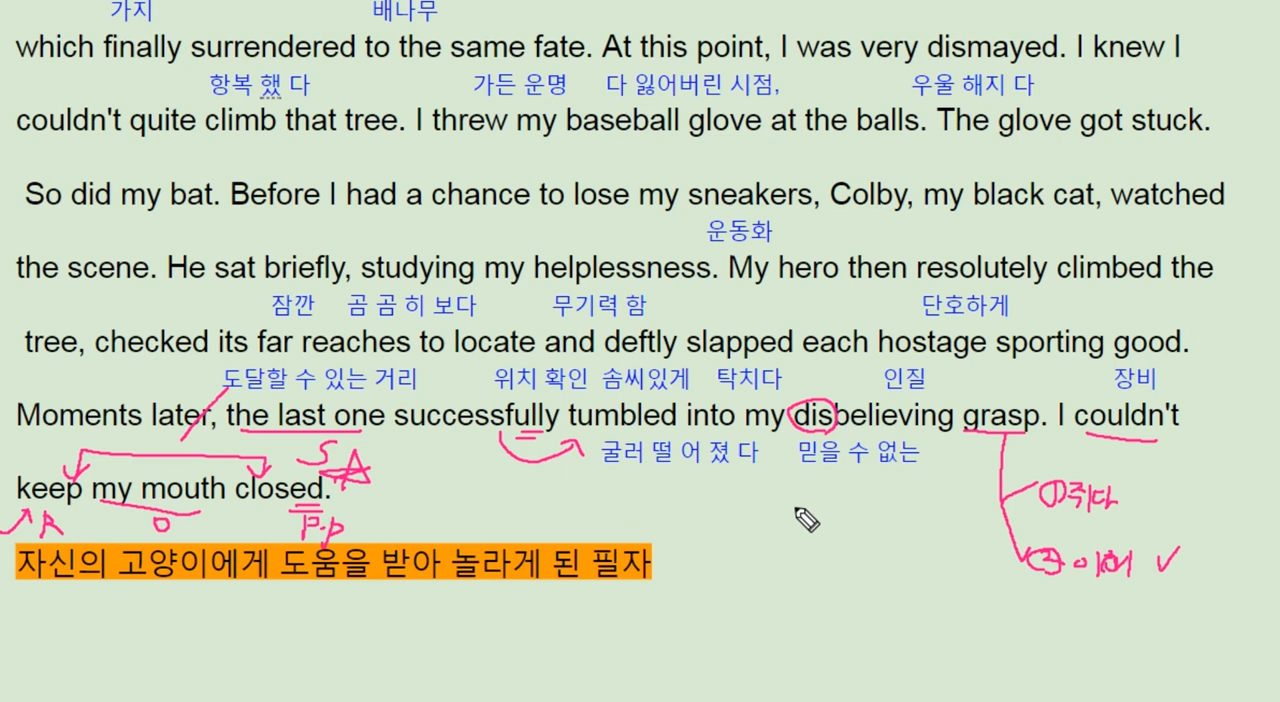 가지 배나무
which finally surrendered to the same fate. At this point, I was very dismayed. I knew I
항복 했 다 가든 운명 다 잃어버린 시점, 우울 해지 다
couldn't quite climb that tree. I threw my baseball glove at the balls. The glove got stuck.
So did my bat. Before I had a chance to lose my sneakers, Colby, my black cat, watched
운동화
the scene. He sat briefly, studying my helplessness. My hero then resolutely climbed the
잠깐 곰 곰 히 보다 무기력 함 단호하게
tree, checked its far reaches to locate and deftly slapped each hostage sporting good.
도달할 수 있는 거리 위치 확인 솜씨있게 탁치다 인질 장비
Moments later, the last one successfully tumbled into my disbelieving grasp. I couldn't
굴러 떨 어 졌 다 믿을 수 없는
S
keep my mouth closed.
① 쥐다
O P.p
자신의 고양이에게 도움을 받아 놀라게 된 필자
② 이해